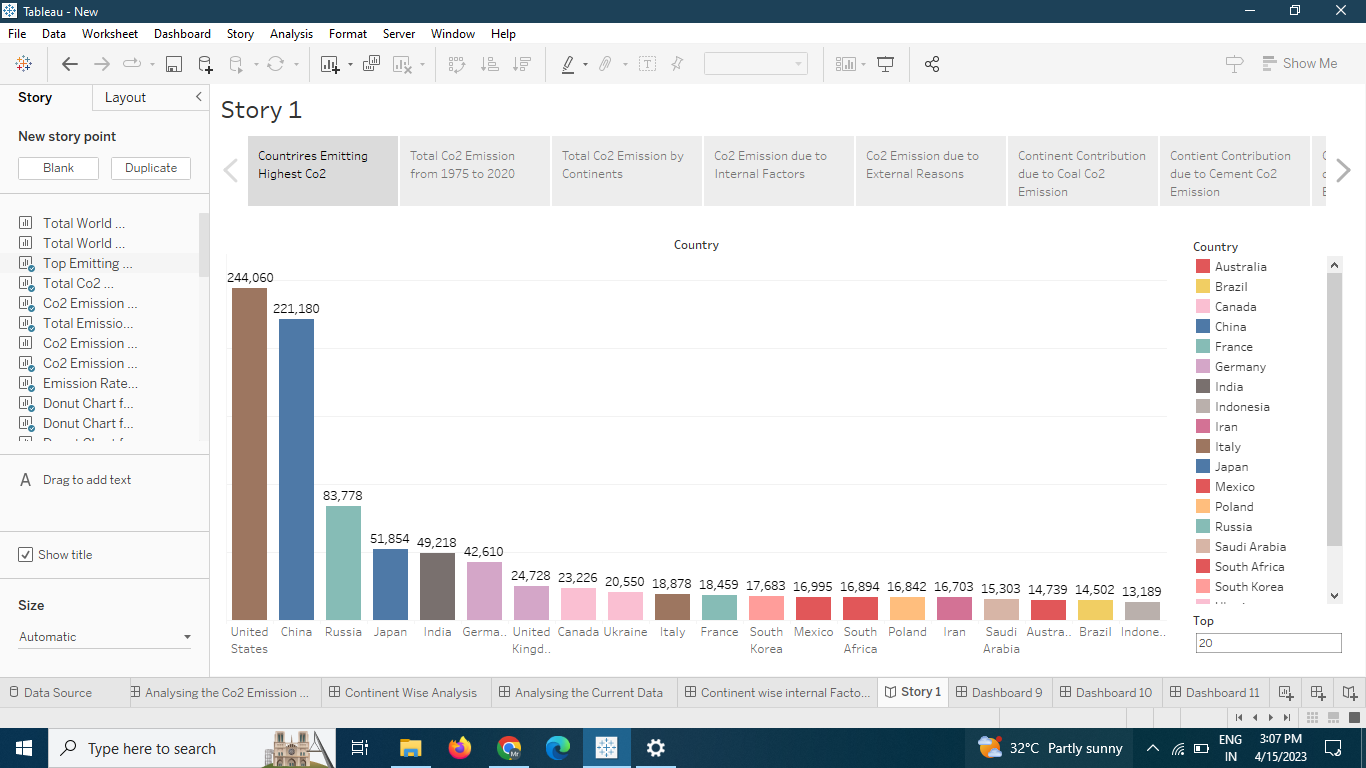 Tableau - New
File Data Worksheet Dashboard Story Analysis Format Server Window Help
Show Me
Story Layout
New story point
Blank Duplicate
Total World ...
Total World ...
Top Emitting ...
Total Co2 ...
Co2 Emission ...
Total Emissio...
Co2 Emission ...
Co2 Emission ...
Emission Rate...
Donut Chart f...
Donut Chart f...
A Drag to add text
Show title
Size
Automatic
Story 1
Countrires Emitting
Highest Co2
Total Co2 Emission
from 1975 to 2020
Total Co2 Emission by
Continents
Co2 Emission due to
Internal Factors
Co2 Emission due to
External Reasons
Continent Contribution
due to Coal Co2
Emission
Contient Contribution
due to Cement Co2
Emission
Country
244,060
221,180
83,778
51,854
49,218
42,610
24,728
23,226
20,550
18,878
18,459
17,683
16,995
16,894
16,842
16,703
15,303
14,739
14,502
13,189
United
States
China
Russia
Japan
India
Germa..
United
Kingd..
Canada
Ukraine
Italy
France
South
Korea
Mexico
South
Africa
Poland
Iran
Saudi
Arabia
Austra..
Brazil
Indone..
Country
Australia
Brazil
Canada
China
France
Germany
India
Indonesia
Iran
Italy
Japan
Mexico
Poland
Russia
Saudi Arabia
South Africa
South Korea
Top
20
Data Source
Analysing the Co2 Emission ...
Continent Wise Analysis
Analysing the Current Data
Continent wise internal Facto...
Story 1
Dashboard 9
Dashboard 10
Dashboard 11
Type here to search
32°C Partly sunny
ENG
IN
3:07 PM
4/15/2023